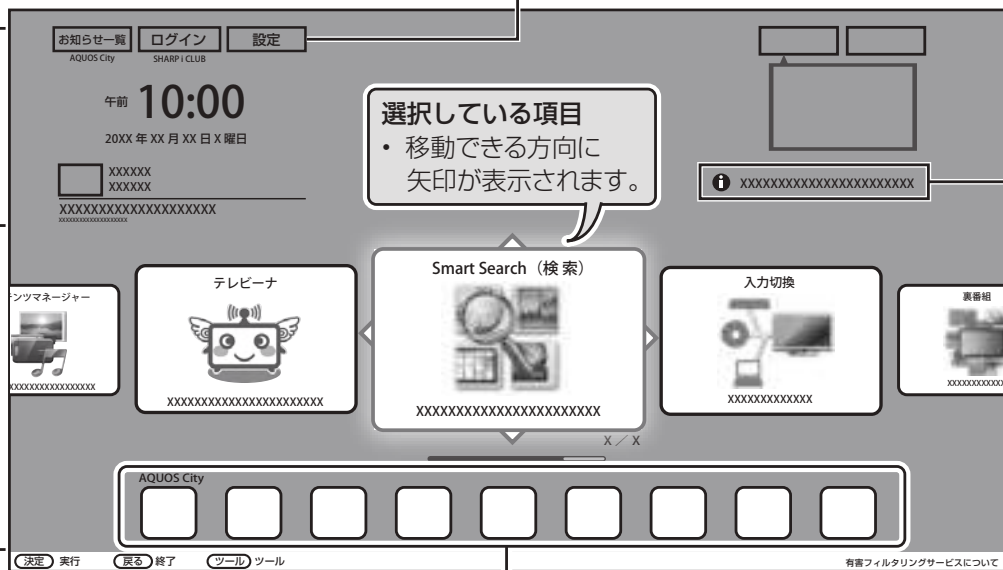 お知らせ一覧 ログイン 設定
AQUOS City SHARP i CLUB
午前 10:00
20XX 年 XX 月 XX 日 X 曜日
XXXXXX
XXXXXX
XXXXXXXXXXXXXXXXXXXX
XXXXXXXXXXXXXXXXXXXX
選択している項目
・ 移動できる方向に
矢印が表示されます。
XXXXXXXXXXXXXXXXXXXXXXX
ンツマネージャー
XXXXXXXXXXXXXXXXX
テレビーナ
XXXXXXXXXXXXXXXXXXXXXXX
Smart Search（検索）
XXXXXXXXXXXXXXXXXXXXXXX
入力切換
XXXXXXXXXXXXX
裏番組
XXXXXXXXXXX
X ／ X
AQUOS City
決定 実行 戻る 終了 ツール ツール
有害フィルタリングサービスについて